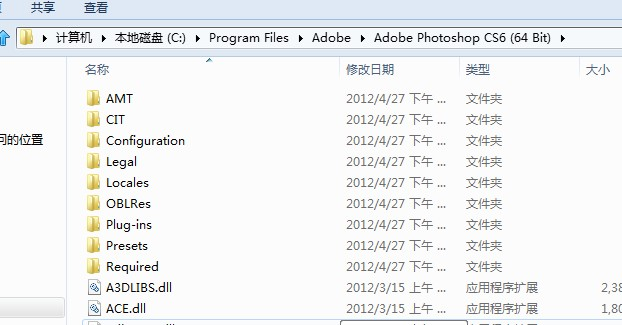 共享 查看
计算机 本地磁盘 (C:) Program Files Adobe Adobe Photoshop CS6 (64 Bit)
名称 修改日期 类型 大小
AMT 2012/4/27 下午 ... 文件夹
CIT 2012/4/27 下午 ... 文件夹
Configuration 2012/4/27 下午 ... 文件夹
问的位置
Legal 2012/4/27 下午 ... 文件夹
Locales 2012/4/27 下午 ... 文件夹
OBLRes 2012/4/27 下午 ... 文件夹
Plug-ins 2012/4/27 下午 ... 文件夹
Presets 2012/4/27 下午 ... 文件夹
Required 2012/4/27 下午 ... 文件夹
A3DLIBS.dll 2012/3/15 上午 ... 应用程序扩展 2,38
ACE.dll 2012/3/15 上午 ... 应用程序扩展 1,80